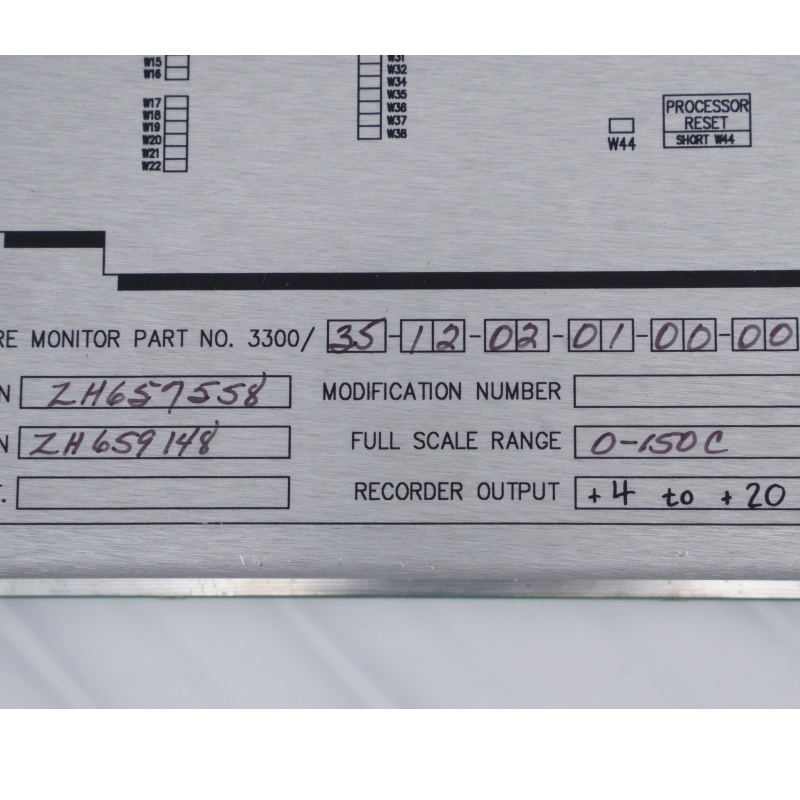 W15
W16
W17
W18
W19
W20
W21
W22
W31
W32
W34
W35
W36
W37
W38
W44
PROCESSOR
RESET
SHORT W44
RE MONITOR PART NO. 3300/ 35-12-02-01-00-00
N ZH657558
MODIFICATION NUMBER
N ZH659148
FULL SCALE RANGE 0-150C
T.
RECORDER OUTPUT +4 to +20